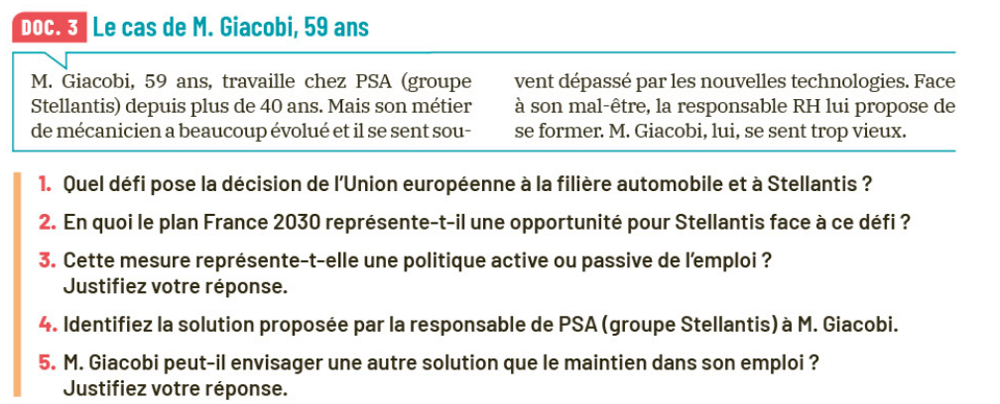 DOC. 3 Le cas de M. Giacobi, 59 ans
M. Giacobi, 59 ans, travaille chez PSA (groupe
Stellantis) depuis plus de 40 ans. Mais son métier
de mécanicien a beaucoup évolué et il se sent sou-
vent dépassé par les nouvelles technologies. Face
à son mal-être, la responsable RH lui propose de
se former. M. Giacobi, lui, se sent trop vieux.
1. Quel défi pose la décision de l’Union européenne à la filière automobile et à Stellantis ?
2. En quoi le plan France 2030 représente-t-il une opportunité pour Stellantis face à ce défi ?
3. Cette mesure représente-t-elle une politique active ou passive de l’emploi ?
Justifiez votre réponse.
4. Identifiez la solution proposée par la responsable de PSA (groupe Stellantis) à M. Giacobi.
5. M. Giacobi peut-il envisager une autre solution que le maintien dans son emploi ?
Justifiez votre réponse.